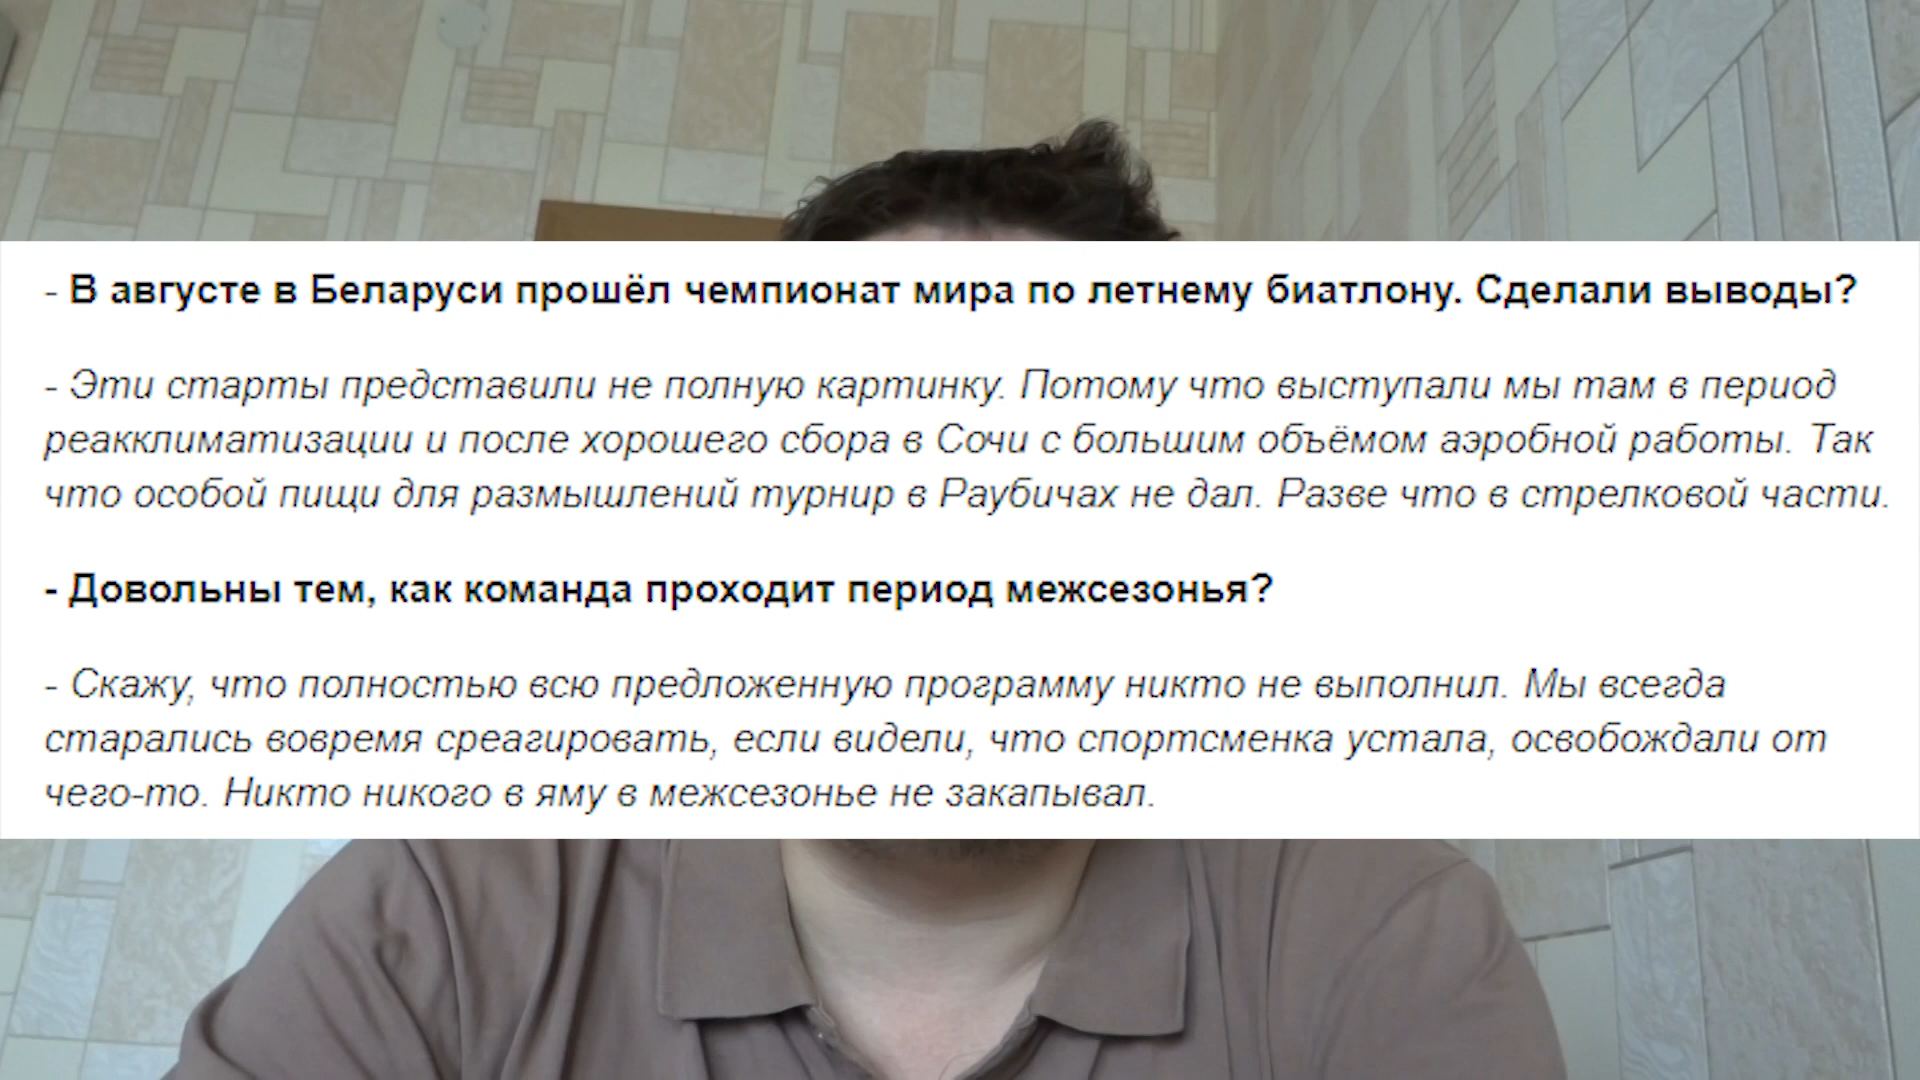 - В августе в Беларуси прошёл чемпионат мира по летнему биатлону. Сделали выводы?
- Эти старты представили не полную картинку. Потому что выступали мы там в период
реакклиматизации и после хорошего сбора в Сочи с большим объёмом аэробной работы. Так
что особой пищи для размышлений турнир в Раубичах не дал. Разве что в стрелковой части.
- Довольны тем, как команда проходит период межсезонья?
- Скажу, что полностью всю предложенную программу никто не выполнил. Мы всегда
старались вовремя среагировать, если видели, что спортсменка устала, освобождали от
чего-то. Никто никого в яму в межсезонье не закапывал.